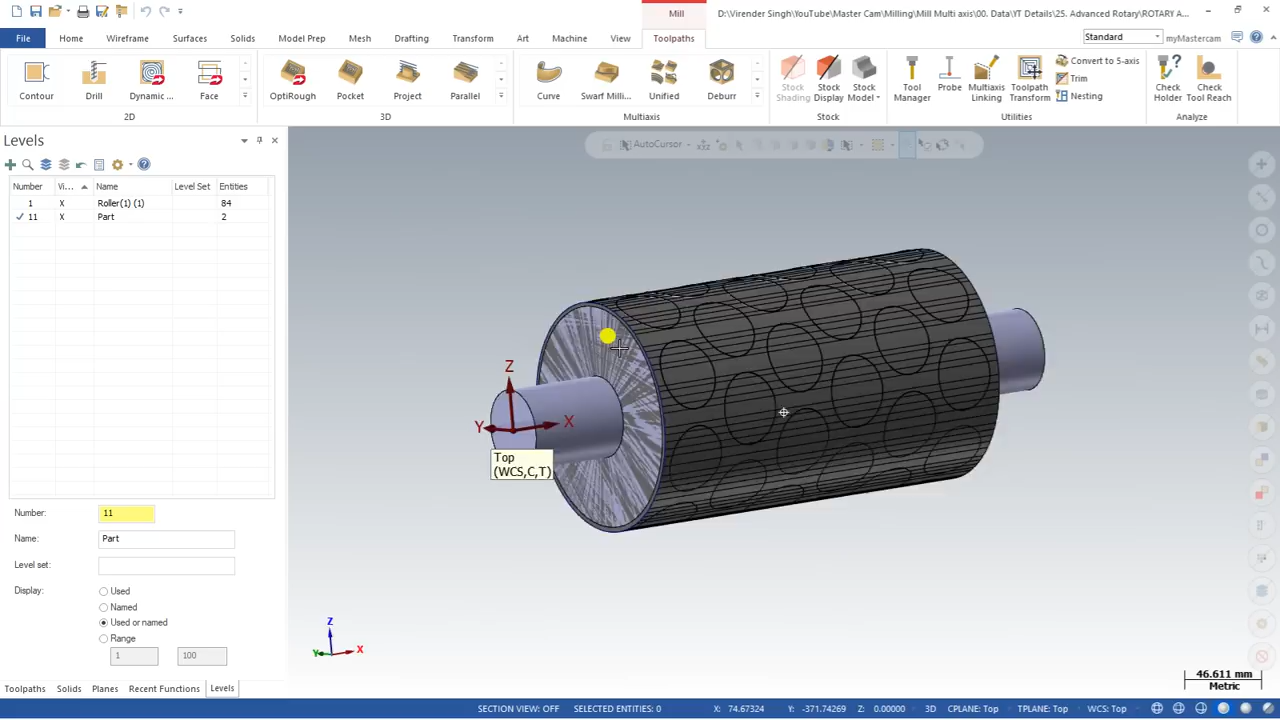 Mill
D:\Virender Singh\YouTube\Master Cam\Milling\Mill Multi axis\00. Data\YT Details\25. Advanced Rotary\ROTARY A...
File Home Wireframe Surfaces Solids Model Prep Mesh Drafting Transform Art Machine View Toolpaths
Standard
myMastercam
Contour
Drill
Dynamic ...
Face
OptiRough
Pocket
Project
Parallel
Curve
Swarf Milli...
Unified
Deburr
Stock Shading
Stock Display
Stock Model
Tool Manager
Probe
Multiaxis Linking
Toolpath Transform
Convert to 5-axis
Trim
Nesting
Check Holder
Check Tool Reach
2D
3D
Multiaxis
Stock
Utilities
Analyze
Levels
AutoCursor
XYZ
Number Vi... Name Level Set Entities
1 X Roller(1) (1) 84
11 X Part 2
Number: 11
Name: Part
Level set:
Display:
Used
Named
Used or named
Range
1 100
Z
Y
X
Top
(WCS,C,T)
Z
Y
X
46.611 mm
Metric
Toolpaths Solids Planes Recent Functions Levels
SECTION VIEW: OFF SELECTED ENTITIES: 0 X: 74.67324 Y: -371.74269 Z: 0.00000 3D CPLANE: Top TPLANE: Top WCS: Top